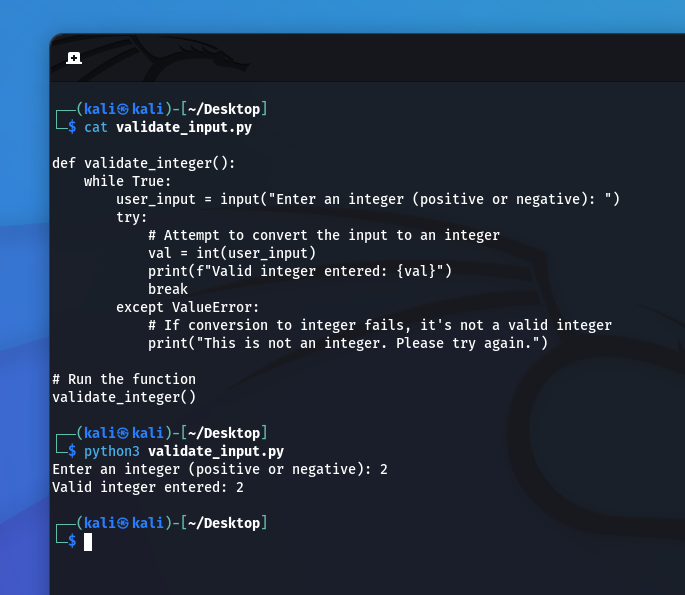 ┌──(kali㉿kali)-[~/Desktop]
└─$ cat validate_input.py
def validate_integer():
    while True:
        user_input = input("Enter an integer (positive or negative): ")
        try:
            # Attempt to convert the input to an integer
            val = int(user_input)
            print(f"Valid integer entered: {val}")
            break
        except ValueError:
            # If conversion to integer fails, it's not a valid integer
            print("This is not an integer. Please try again.")
# Run the function
validate_integer()
┌──(kali㉿kali)-[~/Desktop]
└─$ python3 validate_input.py
Enter an integer (positive or negative): 2
Valid integer entered: 2
┌──(kali㉿kali)-[~/Desktop]
└─$